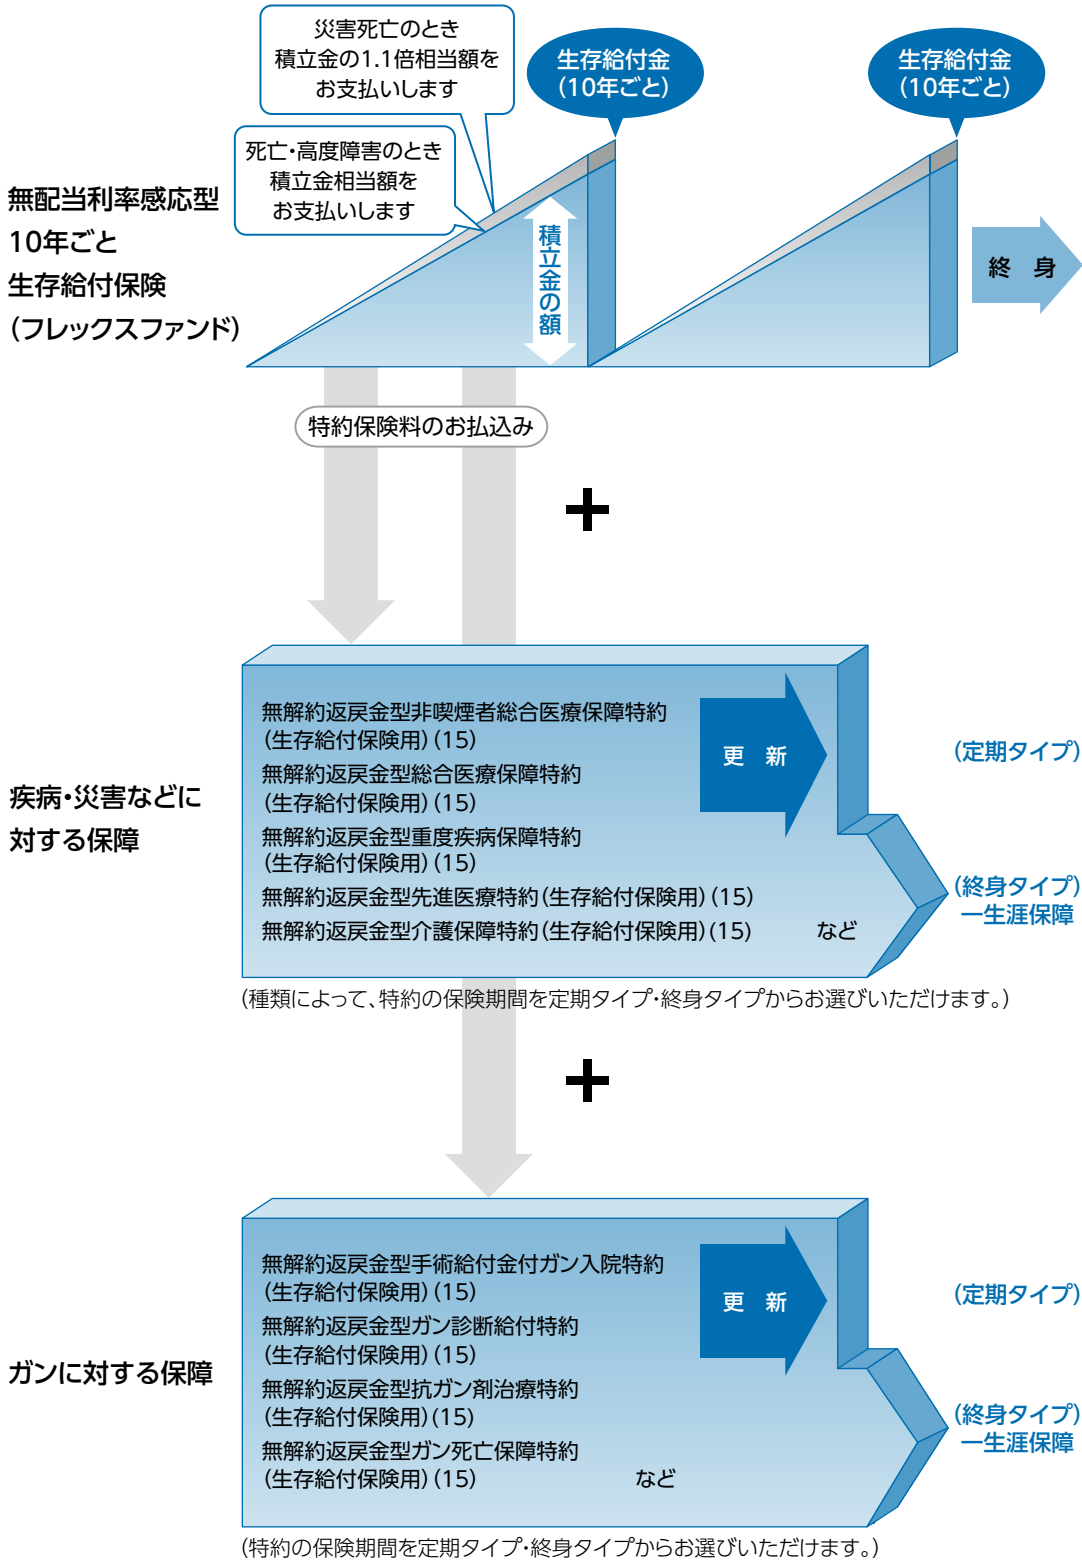 災害死亡のとき
積立金の1.1倍相当額を
お支払いします
生存給付金
(10年ごと)
生存給付金
(10年ごと)
死亡・高度障害のとき
積立金相当額を
お支払いします
無配当利率感応型
10年ごと
生存給付保険
(フレックスファンド)
積立金の額
終 身
特約保険料のお払込み
+
疾病・災害などに
対する保障
無解約返戻金型非喫煙者総合医療保障特約
(生存給付保険用)(15)
無解約返戻金型総合医療保障特約
(生存給付保険用)(15)
無解約返戻金型重度疾病保障特約
(生存給付保険用)(15)
無解約返戻金型先進医療特約(生存給付保険用)(15)
無解約返戻金型介護保障特約(生存給付保険用)(15) など
更 新
(定期タイプ)
(終身タイプ)
一生涯保障
(種類によって、特約の保険期間を定期タイプ・終身タイプからお選びいただけます。)
+
ガンに対する保障
無解約返戻金型手術給付金付ガン入院特約
(生存給付保険用)(15)
無解約返戻金型ガン診断給付特約
(生存給付保険用)(15)
無解約返戻金型抗ガン剤治療特約
(生存給付保険用)(15)
無解約返戻金型ガン死亡保障特約
(生存給付保険用)(15) など
更 新
(定期タイプ)
(終身タイプ)
一生涯保障
(特約の保険期間を定期タイプ・終身タイプからお選びいただけます。)